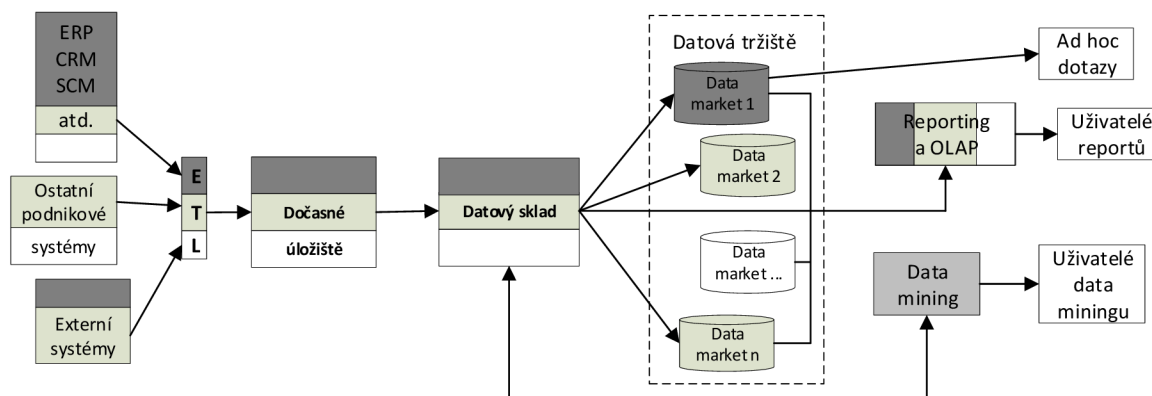 ERP
CRM
SCM
atd.
Ostatní
podnikové
systémy
Externí
systémy
E
T
L
Dočasné
úložiště
Datový sklad
Datová tržiště
Data
market 1
Data
market 2
Data
market ...
Data
market n
Ad hoc
dotazy
Reporting
a OLAP
Uživatelé
reportů
Data
mining
Uživatelé
data
miningu